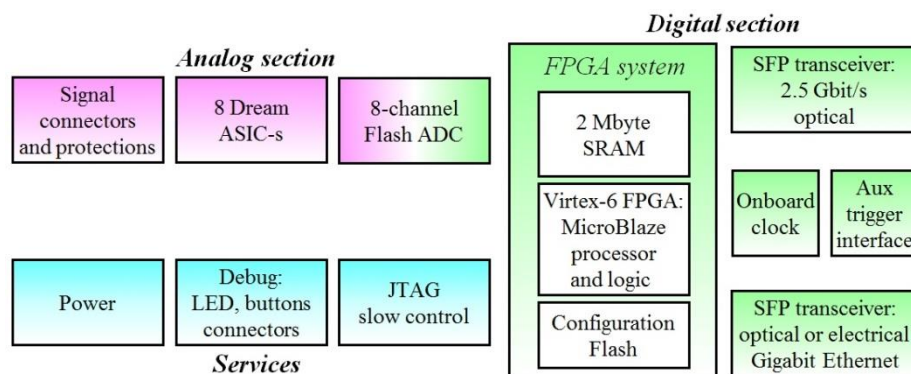 Analog section
Signal
connectors
and protections
8 Dream
ASIC-s
8-channel
Flash ADC
Power
Debug:
LED, buttons
connectors
JTAG
slow control
Services
Digital section
FPGA system
2 Mbyte
SRAM
Virtex-6 FPGA:
MicroBlaze
processor
and logic
Configuration
Flash
SFP transceiver:
2.5 Gbit/s
optical
Onboard
clock
Aux
trigger
interface
SFP transceiver:
optical or electrical
Gigabit Ethernet